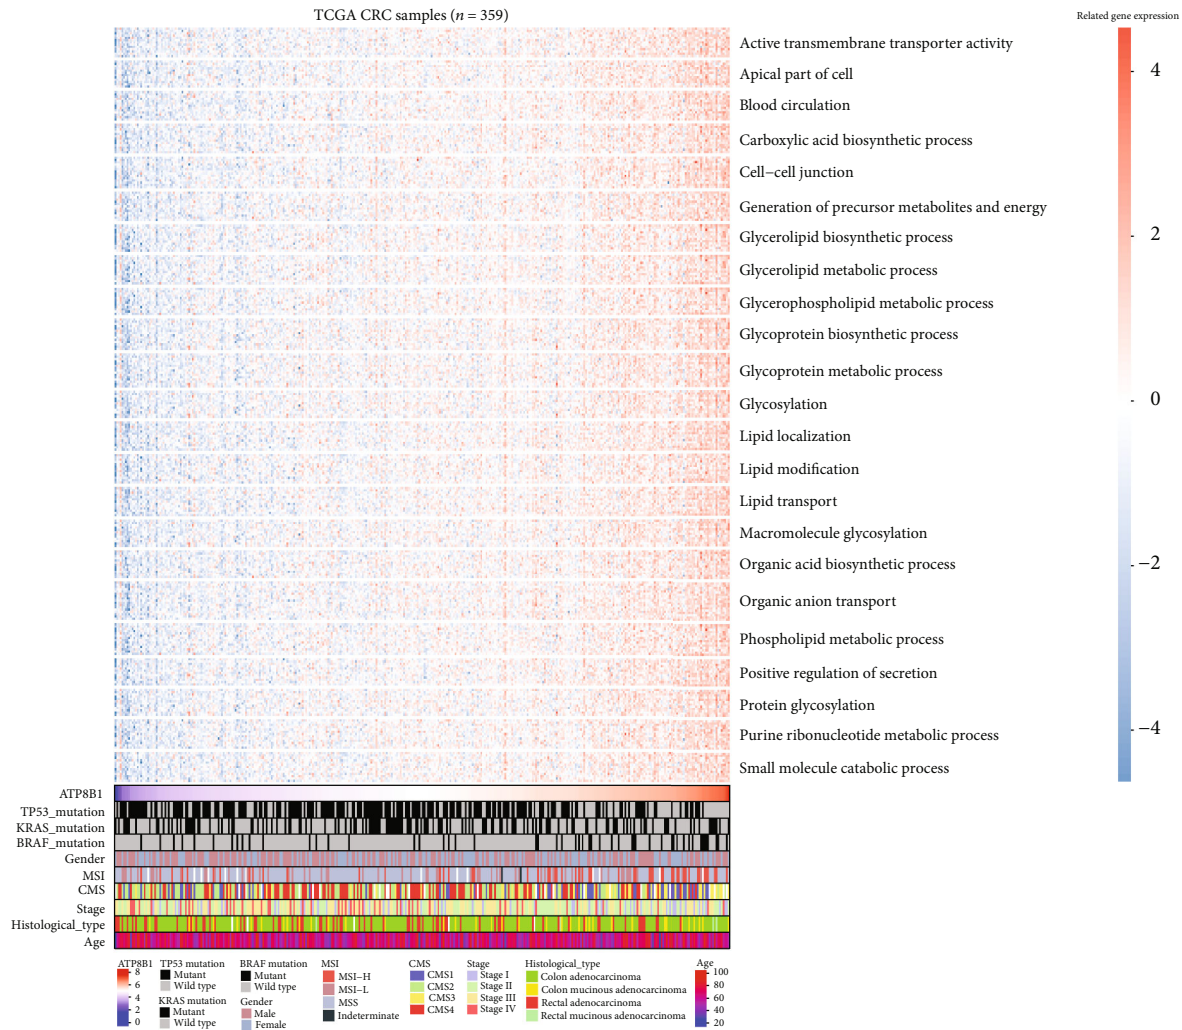 TCGA CRC samples (n = 359)
Related gene expression
Active transmembrane transporter activity
Apical part of cell
Blood circulation
Carboxylic acid biosynthetic process
Cell−cell junction
Generation of precursor metabolites and energy
Glycerolipid biosynthetic process
Glycerolipid metabolic process
Glycerophospholipid metabolic process
Glycoprotein biosynthetic process
Glycoprotein metabolic process
Glycosylation
Lipid localization
Lipid modification
Lipid transport
Macromolecule glycosylation
Organic acid biosynthetic process
Organic anion transport
Phospholipid metabolic process
Positive regulation of secretion
Protein glycosylation
Purine ribonucleotide metabolic process
Small molecule catabolic process
4
2
0
−2
−4
ATP8B1
TP53_mutation
KRAS_mutation
BRAF_mutation
Gender
MSI
CMS
Stage
Histological_type
Age
ATP8B1
8
6
4
2
0
TP53 mutation
Mutant
Wild type
KRAS mutation
Mutant
Wild type
BRAF mutation
Mutant
Wild type
Gender
Male
Female
MSI
MSI−H
MSI−L
MSS
Indeterminate
CMS
CMS1
CMS2
CMS3
CMS4
Stage
Stage I
Stage II
Stage III
Stage IV
Histological_type
Colon adenocarcinoma
Colon mucinous adenocarcinoma
Rectal adenocarcinoma
Rectal mucinous adenocarcinoma
Age
100
80
60
40
20